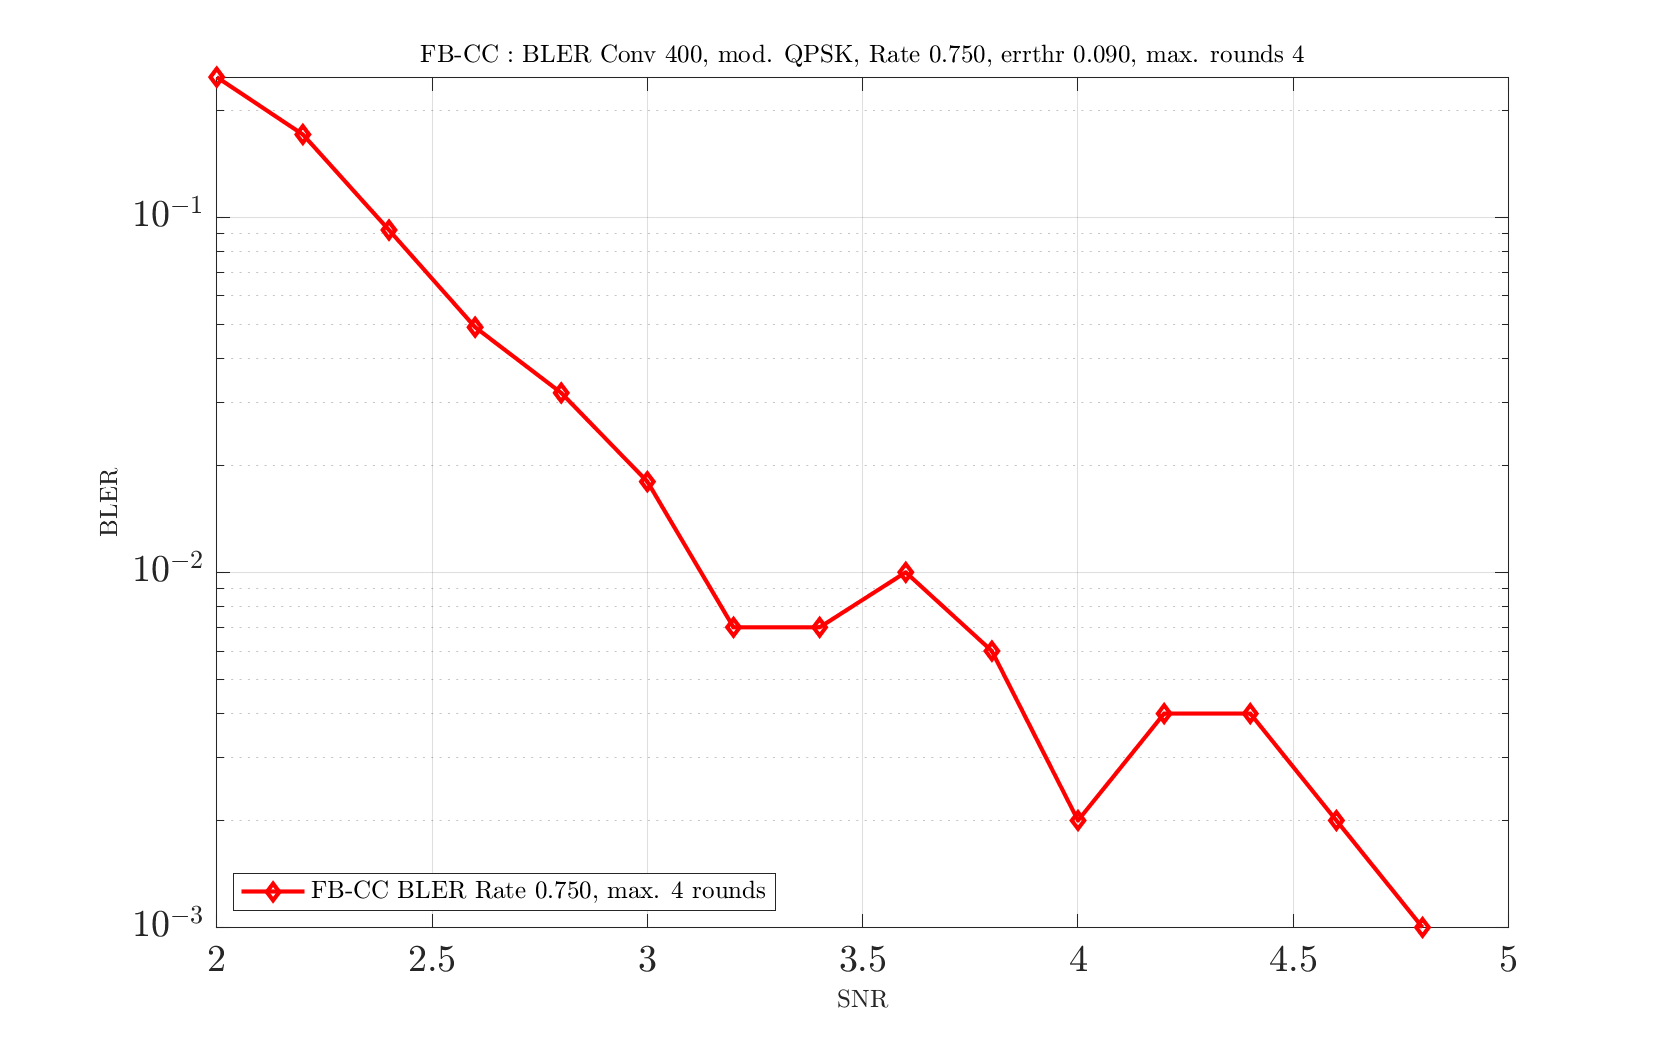 FB-CC : BLER Conv 400, mod. QPSK, Rate 0.750, errthr 0.090, max. rounds 4
10⁻¹
10⁻²
10⁻³
BLER
FB-CC BLER Rate 0.750, max. 4 rounds
2 2.5 3 3.5 4 4.5 5
SNR